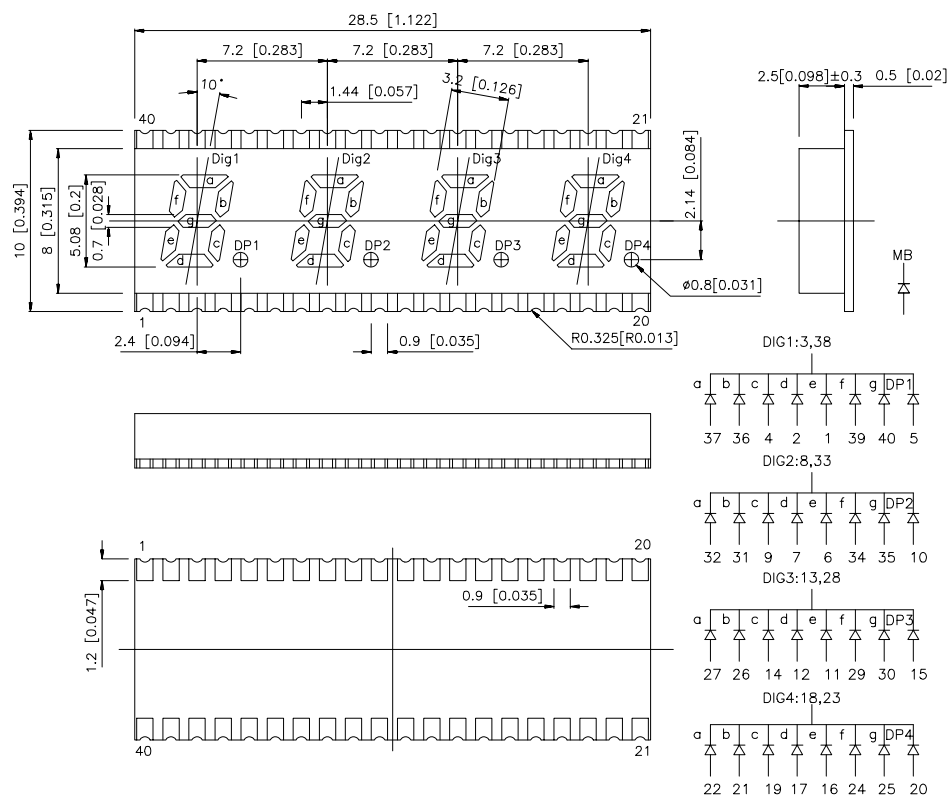 28.5 [1.122]
7.2 [0.283] 7.2 [0.283] 7.2 [0.283]
10° 1.44 [0.057] 3.2 [0.126]
2.5[0.098]±0.3 0.5 [0.02]
40 21
Dig1 Dig2 Dig3 Dig4
a a a a
f b f b f b f b
g g g g
e c e c e c e c
d d d d
DP1 DP2 DP3 DP4
10 [0.394]
8 [0.315]
5.08 [0.2]
0.7 [0.028]
2.14 [0.084]
MB
ø0.8[0.031]
1 20
2.4 [0.094] 0.9 [0.035] R0.325[R0.013]
DIG1:3,38
a b c d e f g DP1
37 36 4 2 1 39 40 5
DIG2:8,33
a b c d e f g DP2
32 31 9 7 6 34 35 10
DIG3:13,28
a b c d e f g DP3
27 26 14 12 11 29 30 15
DIG4:18,23
a b c d e f g DP4
22 21 19 17 16 24 25 20
1 20
0.9 [0.035]
1.2 [0.047]
40 21